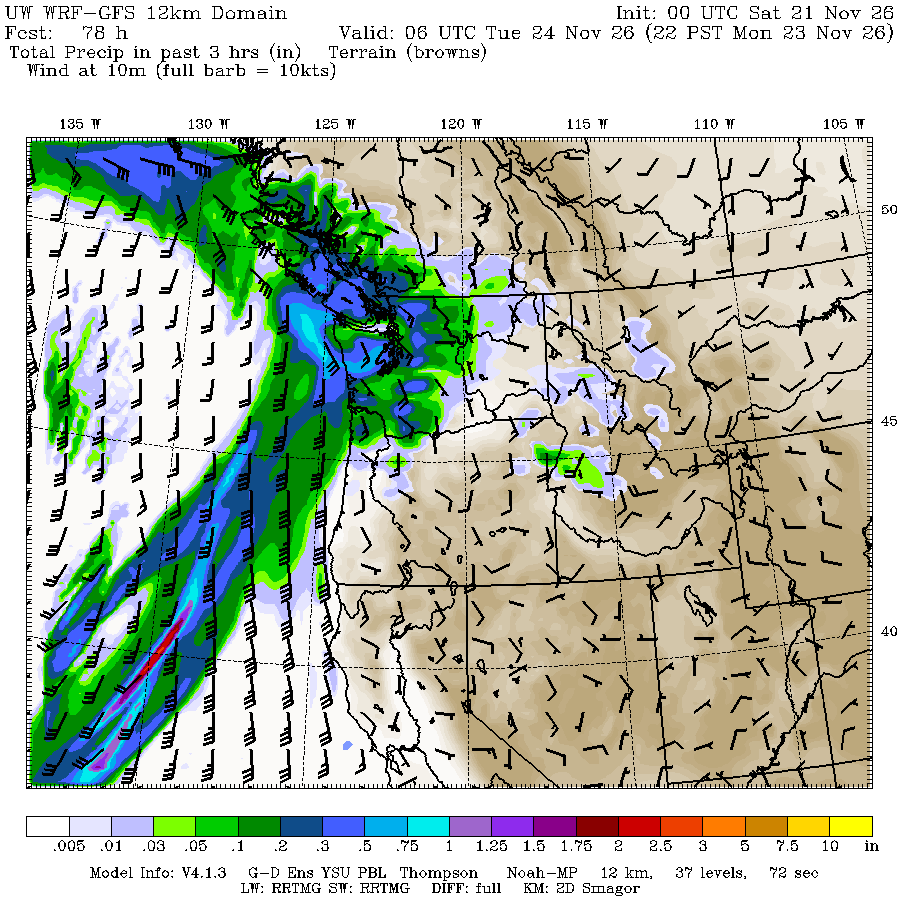 UW WRF-GFS 12km Domain Init: 00 UTC Sat 21 Nov 26
Fcst: 78 h Valid: 06 UTC Tue 24 Nov 26 (22 PST Mon 23 Nov 26)
Total Precip in past 3 hrs (in) Terrain (browns)
Wind at 10m (full barb = 10kts)
135 W 130 W 125 W 120 W 115 W 110 W 105 W
50
45
40
.005 .01 .03 .05 .1 .2 .3 .5 .75 1 1.25 1.5 1.75 2 2.5 3 5 7.5 10 in
Model Info: V4.1.3 G-D Ens YSU PBL Thompson Noah-MP 12 km, 37 levels, 72 sec
LW: RRTMG SW: RRTMG DIFF: full KM: 2D Smagor